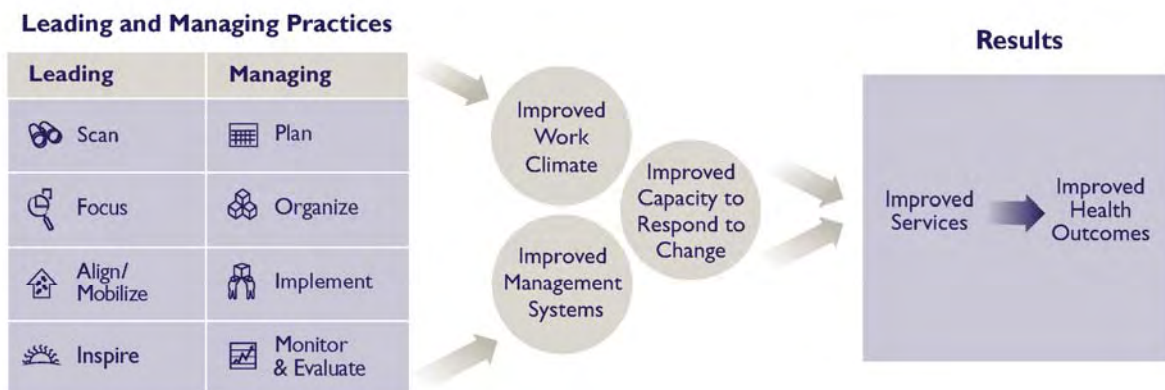 Leading and Managing Practices
Leading
Managing
Scan
Plan
Focus
Organize
Align/
Mobilize
Implement
Inspire
Monitor
& Evaluate
Improved
Work
Climate
Improved
Management
Systems
Improved
Capacity to
Respond to
Change
Results
Improved
Services
Improved
Health
Outcomes